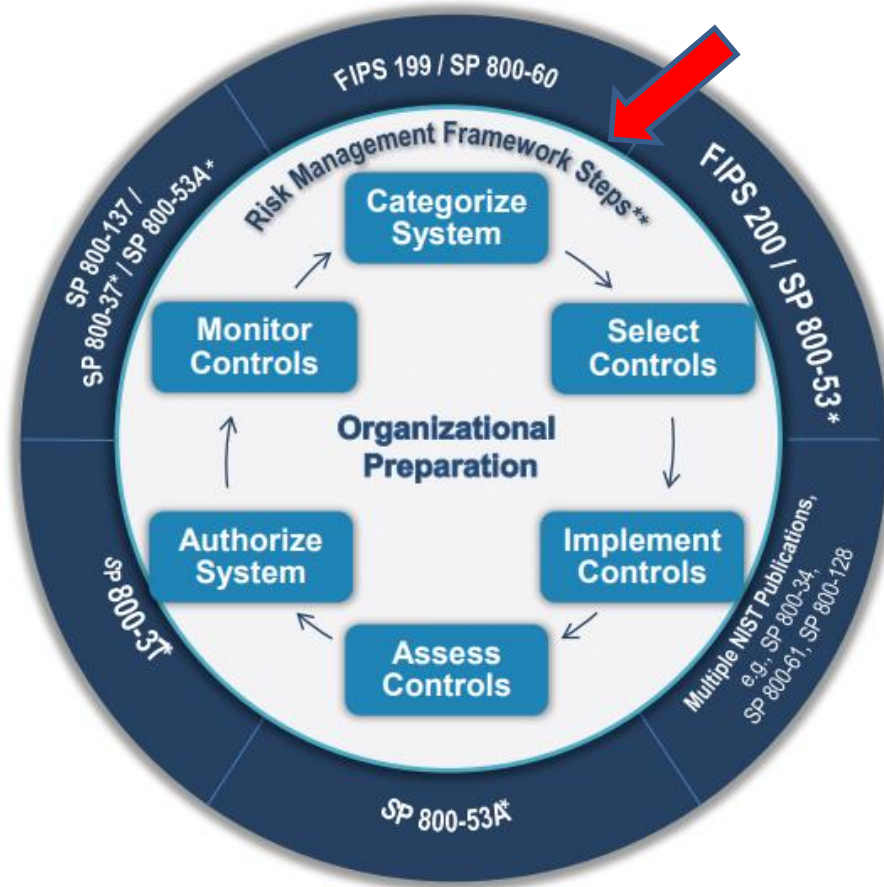 FIPS 199 / SP 800-60
FIPS 200 / SP 800-53*
Multiple NIST Publications,
e.g., SP 800-34,
SP 800-61, SP 800-128
SP 800-53A*
SP 800-37*
SP 800-137 /
SP 800-37* / SP 800-53A*
Risk Management Framework Steps**
Categorize
System
Select
Controls
Implement
Controls
Assess
Controls
Authorize
System
Monitor
Controls
Organizational
Preparation